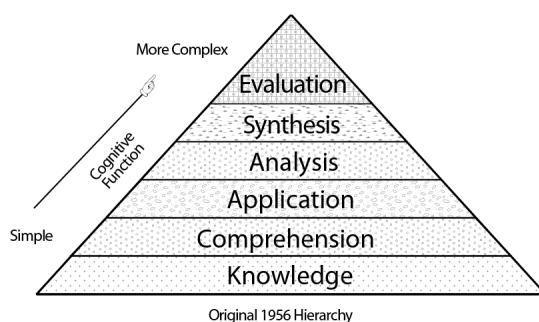 More Complex
Evaluation
Synthesis
Cognitive
Function
Analysis
Application
Simple
Comprehension
Knowledge
Original 1956 Hierarchy